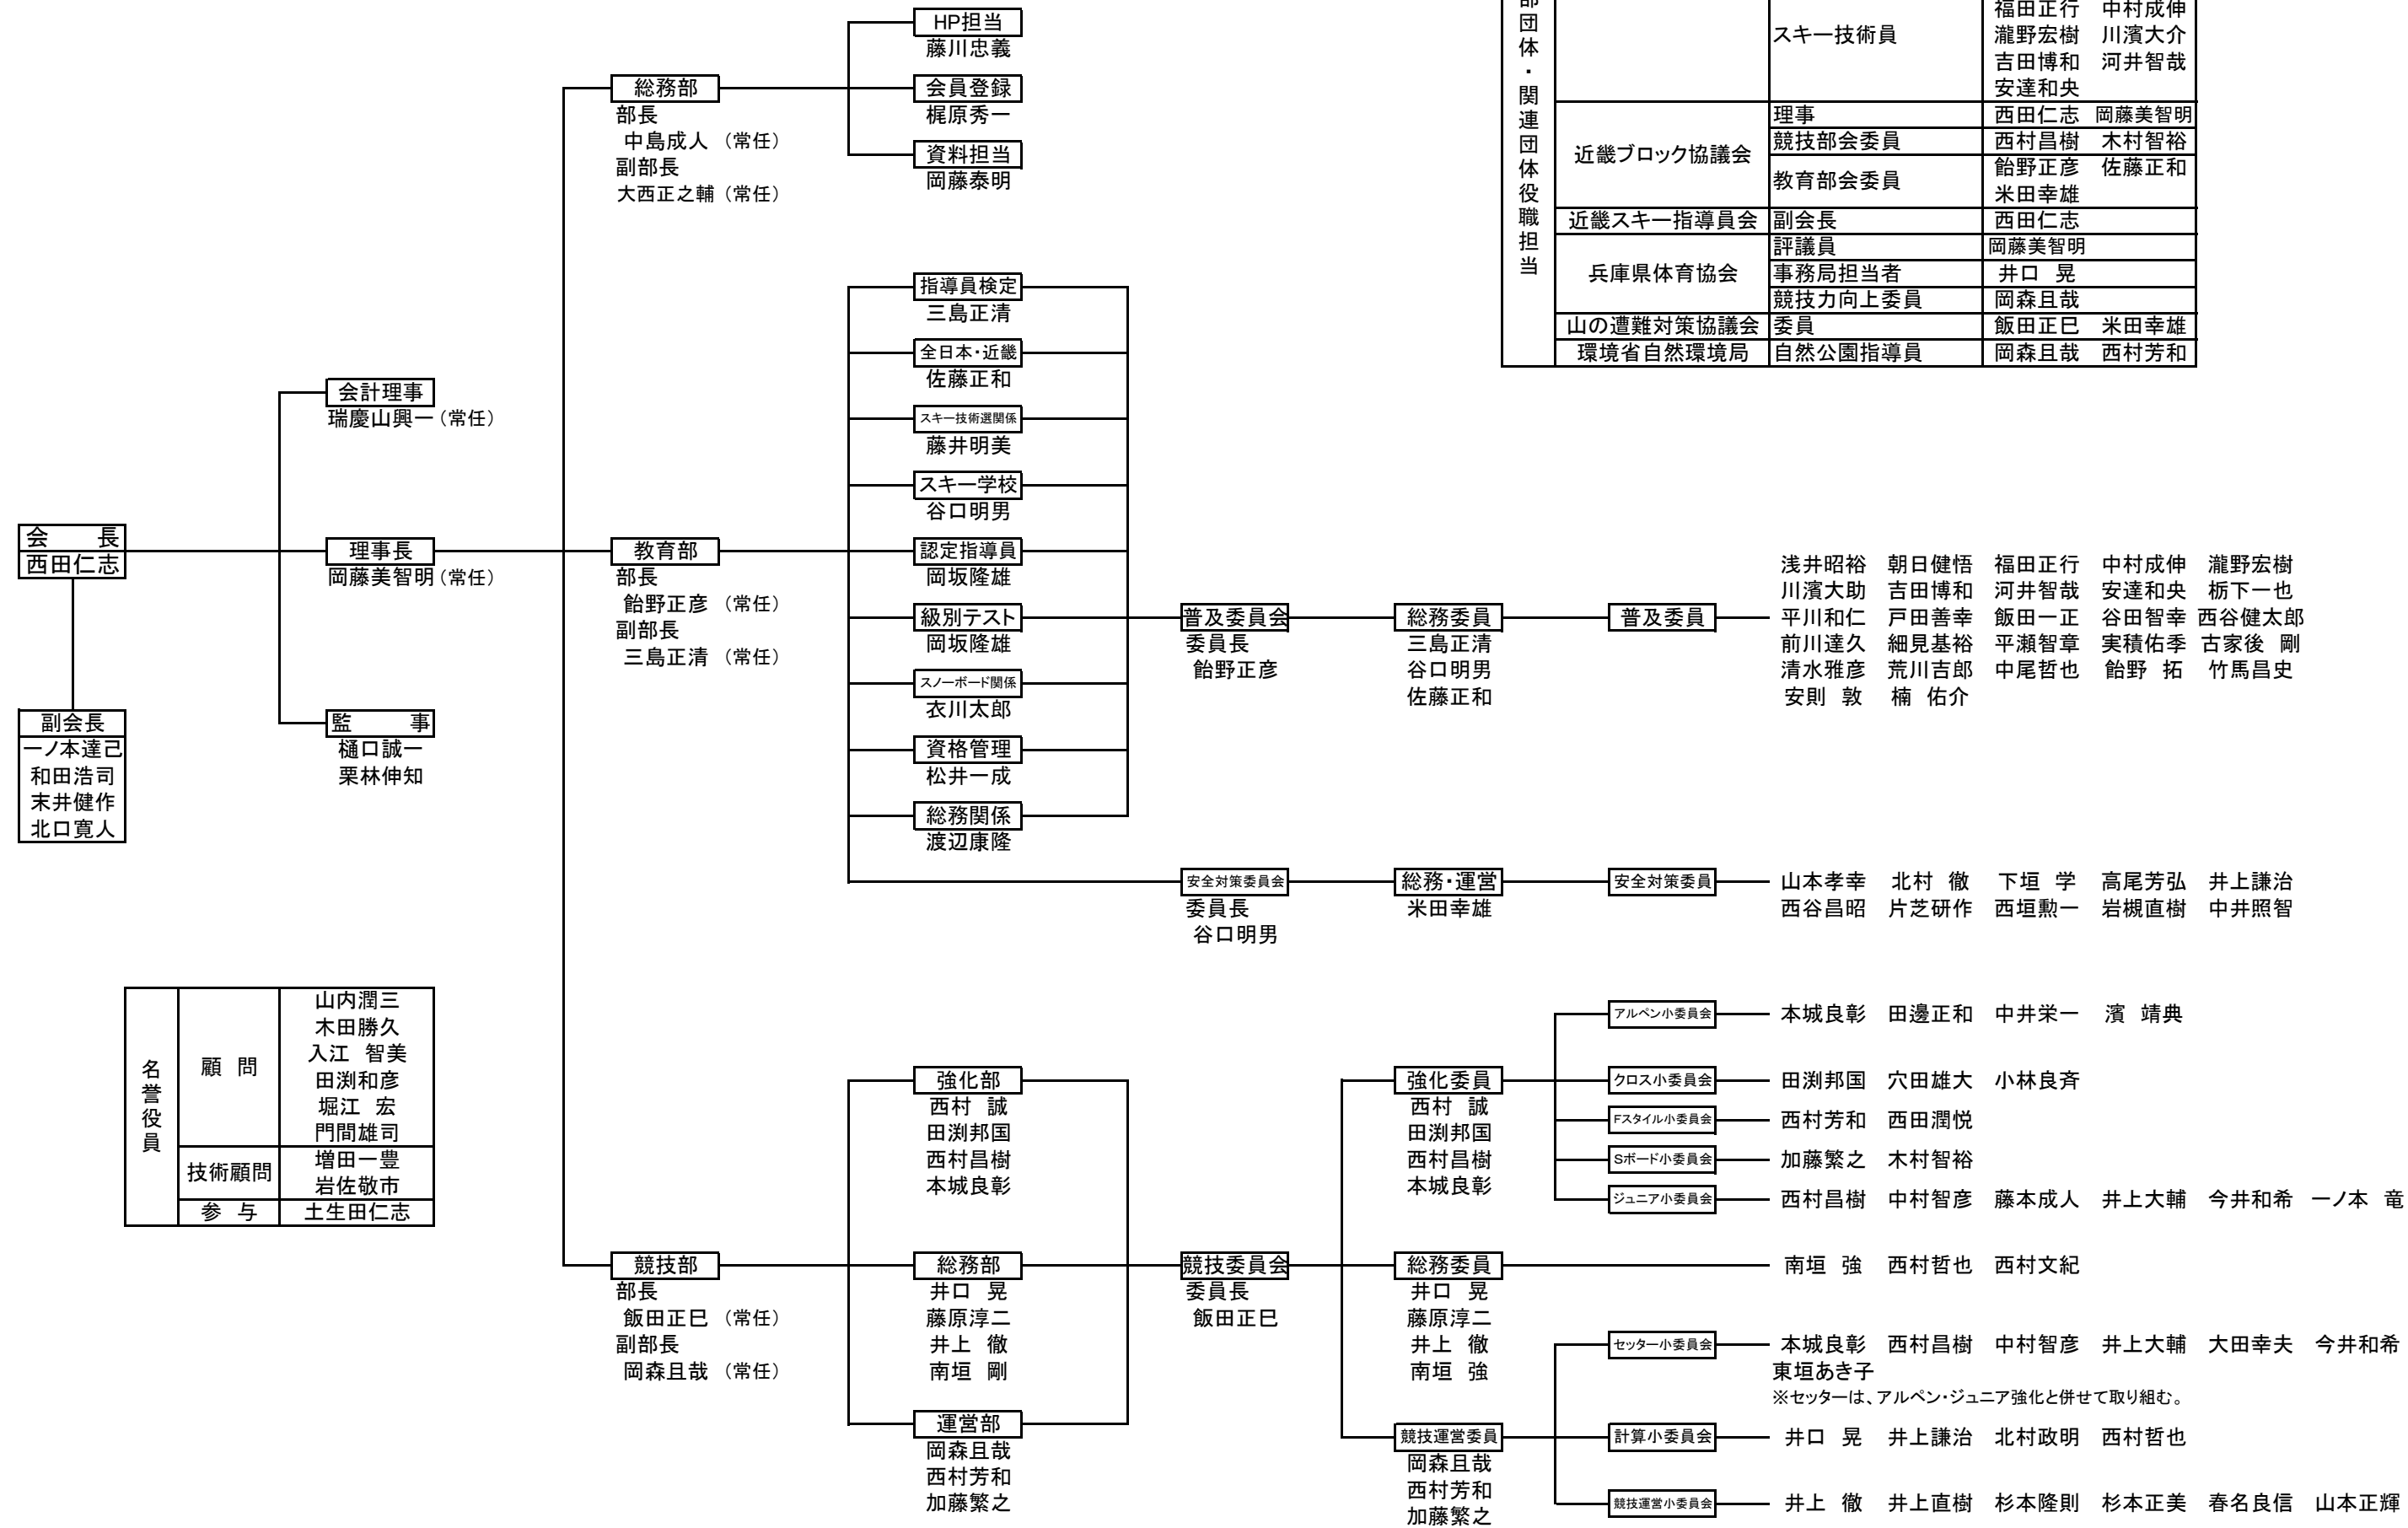 HP担当
藤川忠義
総務部
部長
中島成人（常任）
副部長
大西正之輔（常任）
会員登録
梶原秀一
資料担当
岡藤泰明
団体・関連団体役職担当
スキー技術員
福田正行 中村成伸
瀧野宏樹 川濱大介
吉田博和 河井智哉
安達和央
近畿ブロック協議会
理事 西田仁志 岡藤美智明
競技部会委員 西村昌樹 木村智裕
教育部会委員 飴野正彦 佐藤正和
米田幸雄
近畿スキー指導員会 副会長 西田仁志
兵庫県体育協会
評議員 岡藤美智明
事務局担当者 井口 晃
競技力向上委員 岡森且哉
山の遭難対策協議会 委員 飯田正巳 米田幸雄
環境省自然環境局 自然公園指導員 岡森且哉 西村芳和
会 長
西田仁志
副会長
一ノ本達己
和田浩司
末井健作
北口寛人
会計理事
瑞慶山興一（常任）
理事長
岡藤美智明（常任）
監 事
樋口誠一
栗林伸知
教育部
部長
飴野正彦（常任）
副部長
三島正清（常任）
指導員検定
三島正清
全日本・近畿
佐藤正和
スキー技術選関係
藤井明美
スキー学校
谷口明男
認定指導員
岡坂隆雄
級別テスト
岡坂隆雄
スノーボード関係
衣川太郎
資格管理
松井一成
総務関係
渡辺康隆
普及委員会
委員長
飴野正彦
総務委員
三島正清
谷口明男
佐藤正和
普及委員
浅井昭裕 朝日健悟 福田正行 中村成伸 瀧野宏樹
川濱大助 吉田博和 河井智哉 安達和央 栃下一也
平川和仁 戸田善幸 飯田一正 谷田智幸 西谷健太郎
前川達久 細見基裕 平瀬智章 実積佑季 古家後 剛
清水雅彦 荒川吉郎 中尾哲也 飴野 拓 竹馬昌史
安則 敦 楠 佑介
安全対策委員会
委員長
谷口明男
総務・運営
米田幸雄
安全対策委員
山本孝幸 北村 徹 下垣 学 高尾芳弘 井上謙治
西谷昌昭 片芝研作 西垣勲一 岩槻直樹 中井照智
名誉役員
顧 問
山内潤三
木田勝久
入江 智美
田渕和彦
堀江 宏
門間雄司
技術顧問
増田一豊
岩佐敬市
参 与 土生田仁志
競技部
部長
飯田正巳（常任）
副部長
岡森且哉（常任）
強化部
西村 誠
田渕邦国
西村昌樹
本城良彰
総務部
井口 晃
藤原淳二
井上 徹
南垣 剛
運営部
岡森且哉
西村芳和
加藤繁之
競技委員会
委員長
飯田正巳
強化委員
西村 誠
田渕邦国
西村昌樹
本城良彰
アルペン小委員会 本城良彰 田邊正和 中井栄一 濱 靖典
クロス小委員会 田渕邦国 穴田雄大 小林良斉
Fスタイル小委員会 西村芳和 西田潤悦
Sボード小委員会 加藤繁之 木村智裕
ジュニア小委員会 西村昌樹 中村智彦 藤本成人 井上大輔 今井和希 一ノ本 竜
総務委員
井口 晃
藤原淳二
井上 徹
南垣 強
南垣 強 西村哲也 西村文紀
競技運営委員
岡森且哉
西村芳和
加藤繁之
セッター小委員会 本城良彰 西村昌樹 中村智彦 井上大輔 大田幸夫 今井和希
東垣あき子
※セッターは、アルペン・ジュニア強化と併せて取り組む。
計算小委員会 井口 晃 井上謙治 北村政明 西村哲也
競技運営小委員会 井上 徹 井上直樹 杉本隆則 杉本正美 春名良信 山本正輝